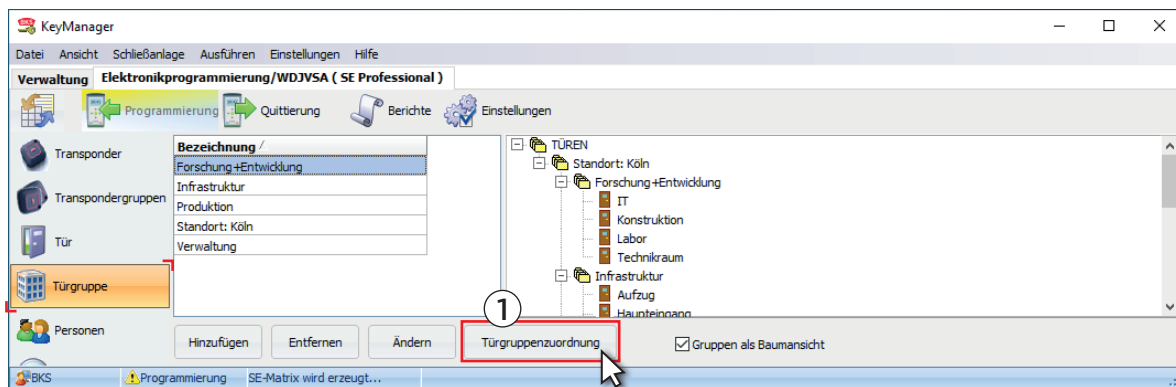 KeyManager
Datei Ansicht Schließanlage Ausführen Einstellungen Hilfe
Verwaltung Elektronikprogrammierung/WDJVSA ( SE Professional )
Programmierung Quittierung Berichte Einstellungen
Transponder
Transpondergruppen
Tür
Türgruppe
Personen
Bezeichnung
Forschung+Entwicklung
Infrastruktur
Produktion
Standort: Köln
Verwaltung
TÜREN
Standort: Köln
Forschung+Entwicklung
IT
Konstruktion
Labor
Technikraum
Infrastruktur
Aufzug
Haupteingang
1
Hinzufügen Entfernen Ändern Türgruppenzuordnung Gruppen als Baumansicht
BKS Programmierung SE-Matrix wird erzeugt...